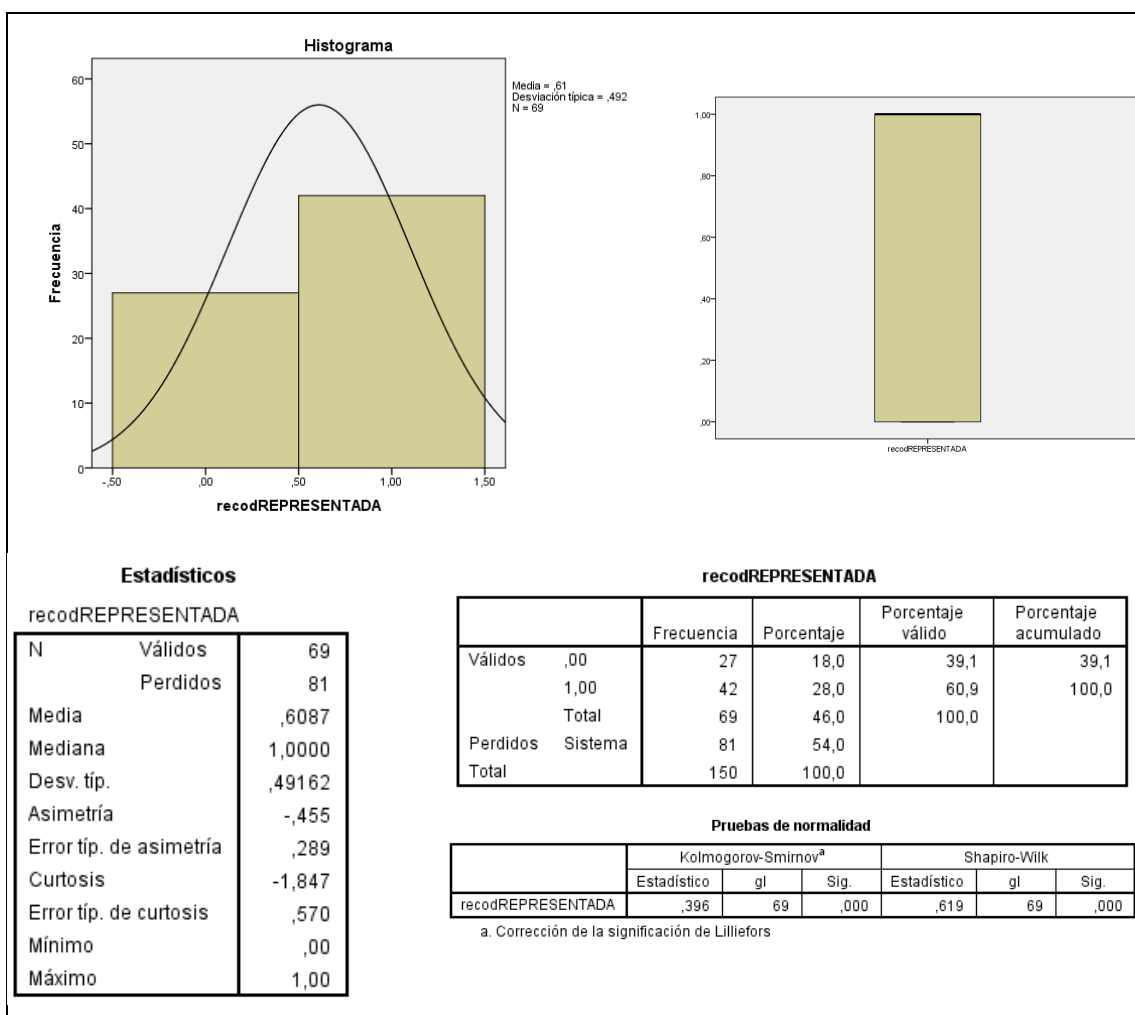 Histograma
Media = ,61
Desviación típica = ,492
N = 69
60
50
40
30
20
10
0
Frecuencia
-,50 ,00 ,50 1,00 1,50
recodREPRESENTADA
1,00
,80
,60
,40
,20
,00
recodREPRESENTADA
Estadísticos
recodREPRESENTADA
N Válidos 69
Perdidos 81
Media ,6087
Mediana 1,0000
Desv. típ. ,49162
Asimetría -,455
Error típ. de asimetría ,289
Curtosis -1,847
Error típ. de curtosis ,570
Mínimo ,00
Máximo 1,00
recodREPRESENTADA
Frecuencia Porcentaje Porcentaje válido Porcentaje acumulado
Válidos ,00 27 18,0 39,1 39,1
1,00 42 28,0 60,9 100,0
Total 69 46,0 100,0
Perdidos Sistema 81 54,0
Total 150 100,0
Pruebas de normalidad
Kolmogorov-Smirnov<sup>a</sup> Shapiro-Wilk
Estadístico gl Sig. Estadístico gl Sig.
recodREPRESENTADA ,396 69 ,000 ,619 69 ,000
a. Corrección de la significación de Lilliefors